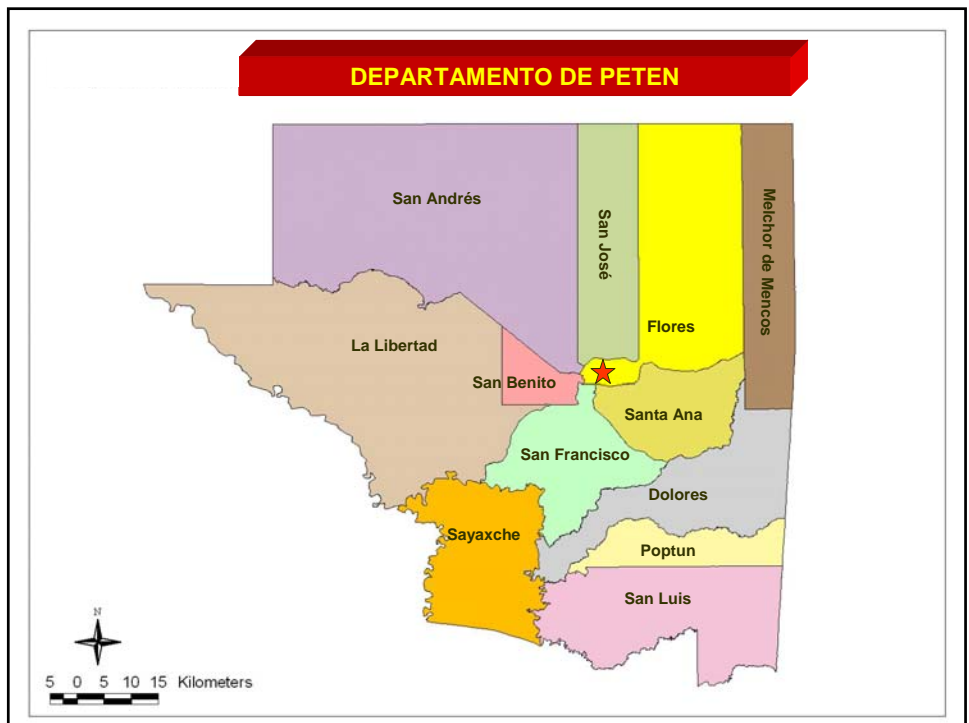 DEPARTAMENTO DE PETEN
San Andrés
San José
Melchor de Mencos
Flores
La Libertad
San Benito
Santa Ana
San Francisco
Dolores
Sayaxche
Poptun
San Luis
N
5 0 5 10 15 Kilometers